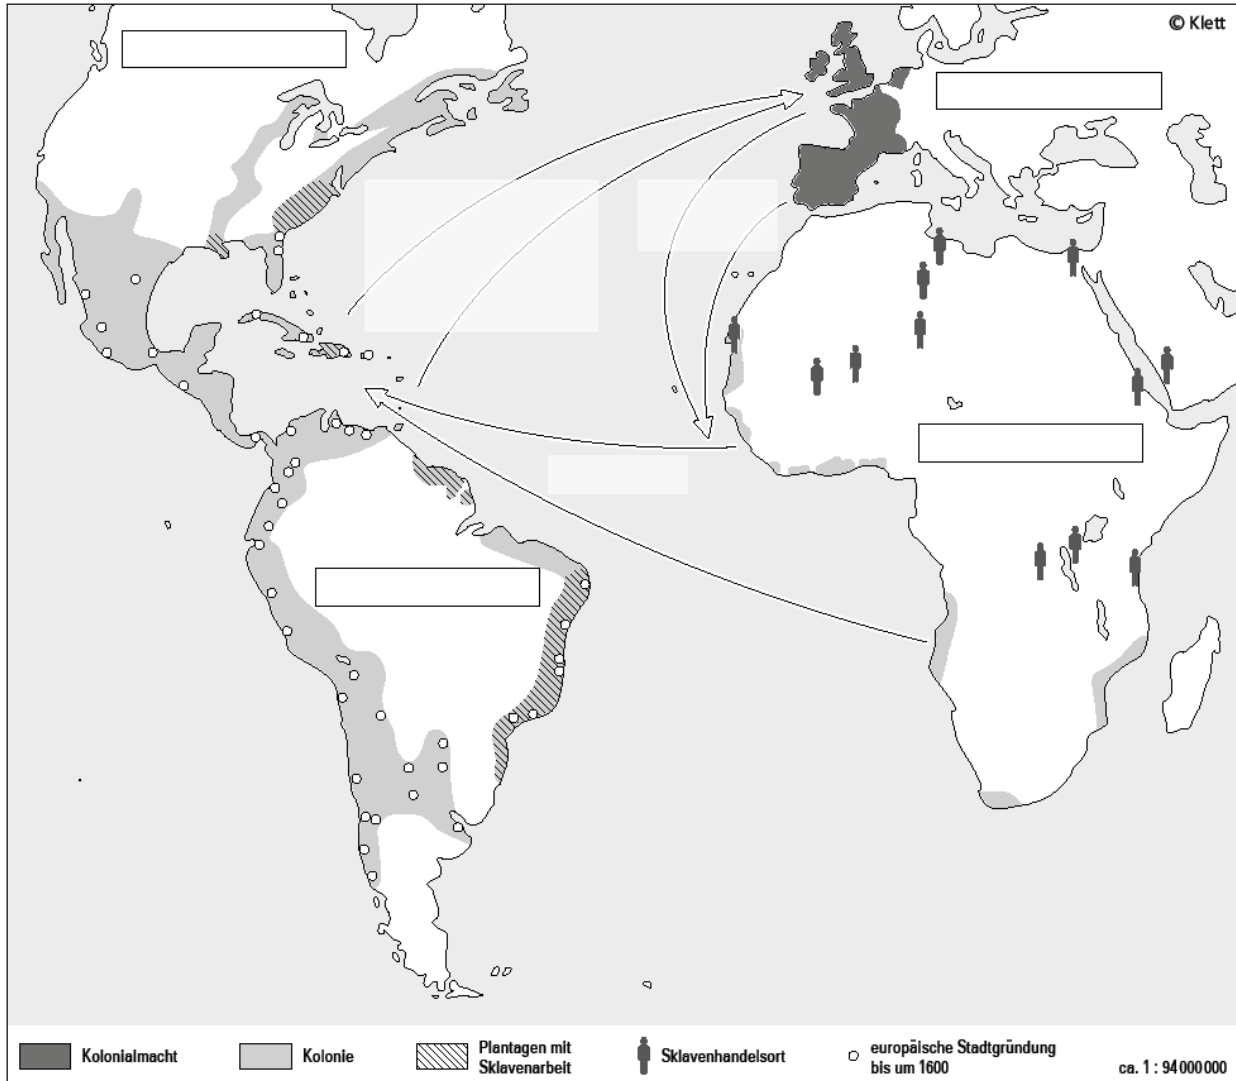 © Klett
Kolonialmacht
Kolonie
Plantagen mit
Sklavenarbeit
Sklavenhandelsort
europäische Stadtgründung
bis um 1600
ca. 1 : 94 000 000